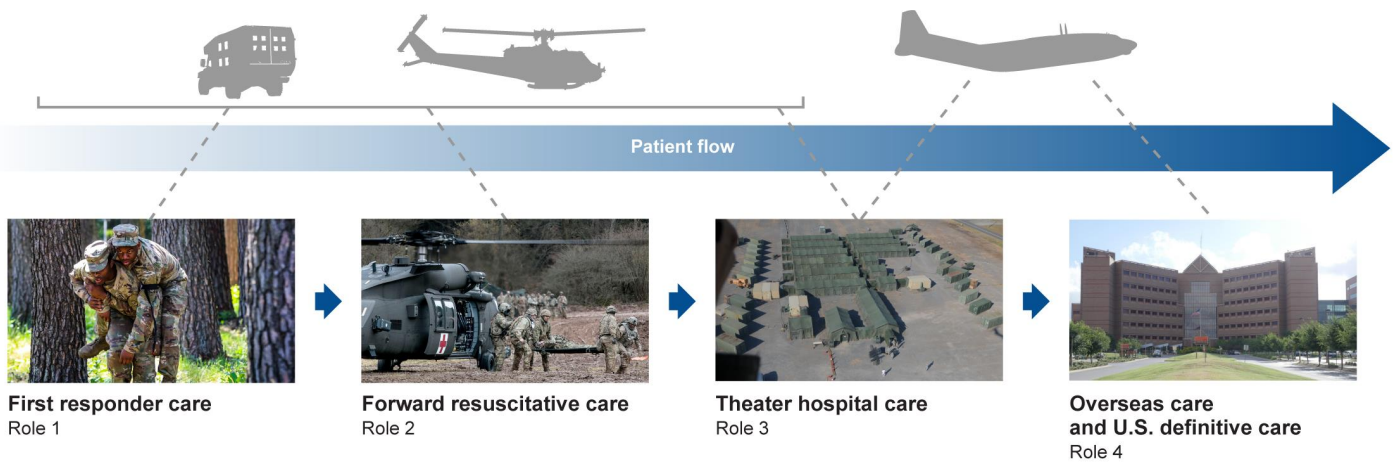 Patient flow
First responder care
Role 1
Forward resuscitative care
Role 2
Theater hospital care
Role 3
Overseas care
and U.S. definitive care
Role 4